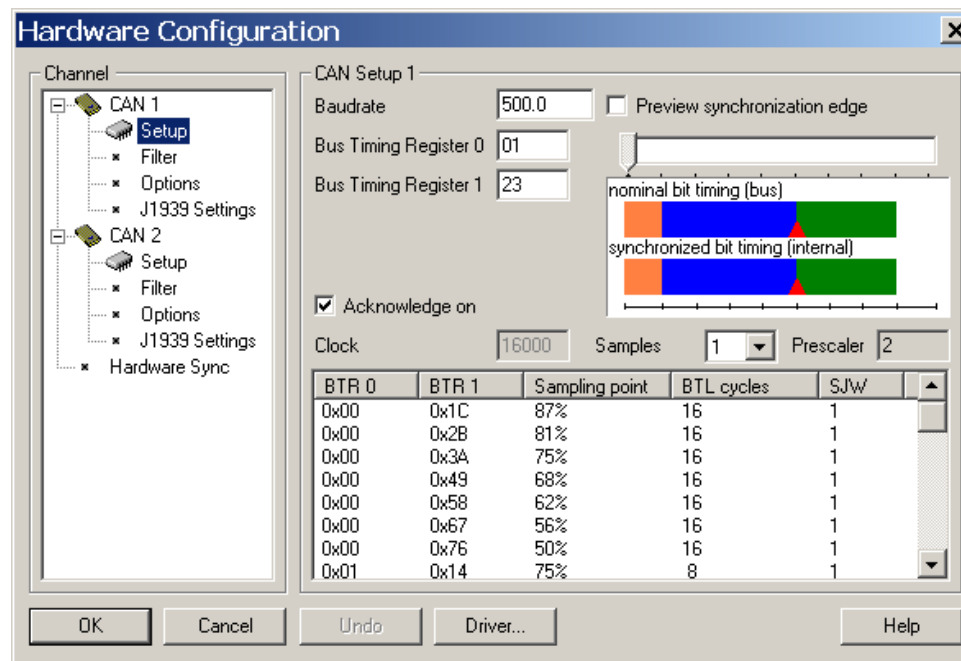 Hardware Configuration
Channel
CAN 1
Setup
Filter
Options
J1939 Settings
CAN 2
Setup
Filter
Options
J1939 Settings
Hardware Sync
CAN Setup 1
Baudrate 500.0 Preview synchronization edge
Bus Timing Register 0 01
Bus Timing Register 1 23
nominal bit timing (bus)
synchronized bit timing (internal)
Acknowledge on
Clock 16000 Samples 1 Prescaler 2
BTR 0 BTR 1 Sampling point BTL cycles SJW
0x00 0x1C 87% 16 1
0x00 0x2B 81% 16 1
0x00 0x3A 75% 16 1
0x00 0x49 68% 16 1
0x00 0x58 62% 16 1
0x00 0x67 56% 16 1
0x00 0x76 50% 16 1
0x01 0x14 75% 8 1
OK Cancel Undo Driver... Help